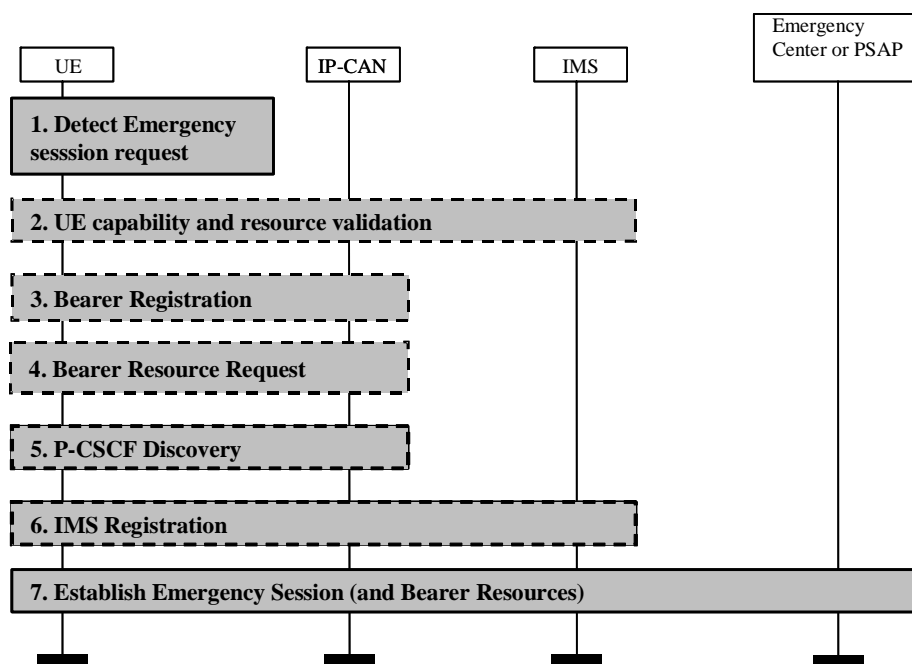 Emergency
Center or PSAP
UE
IP-CAN
IMS
1. Detect Emergency
sesssion request
2. UE capability and resource validation
3. Bearer Registration
4. Bearer Resource Request
5. P-CSCF Discovery
6. IMS Registration
7. Establish Emergency Session (and Bearer Resources)